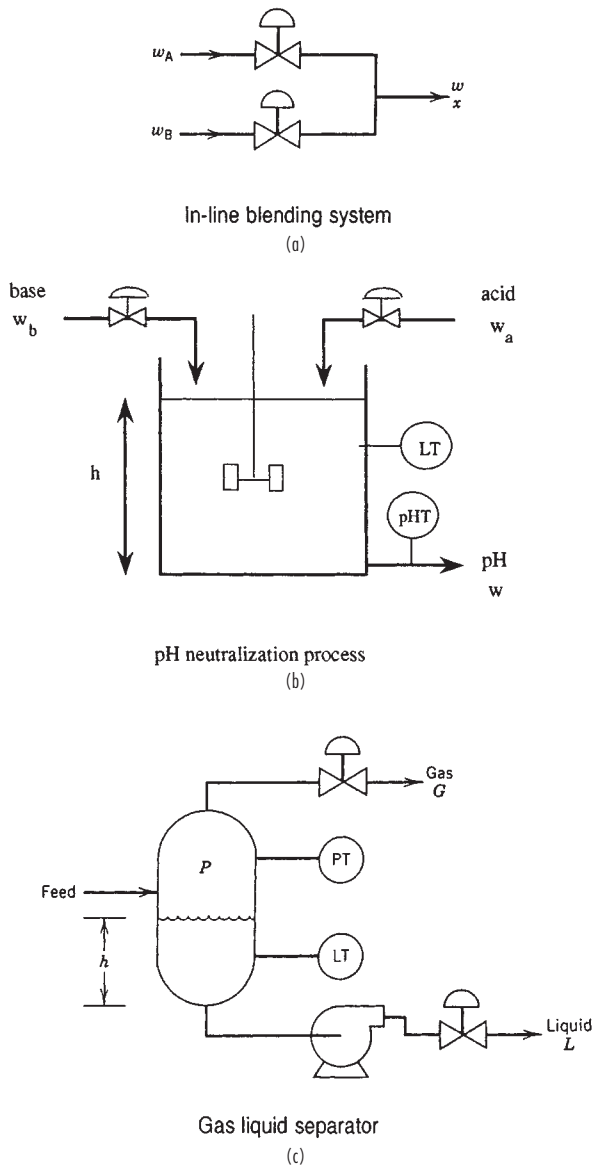 w_A
w
x
w_B
In-line blending system
(a)
base
acid
w_b
w_a
LT
h
pHT
pH
w
pH neutralization process
(b)
Gas
G
P
PT
Feed
h
LT
Liquid
L
Gas liquid separator
(c)